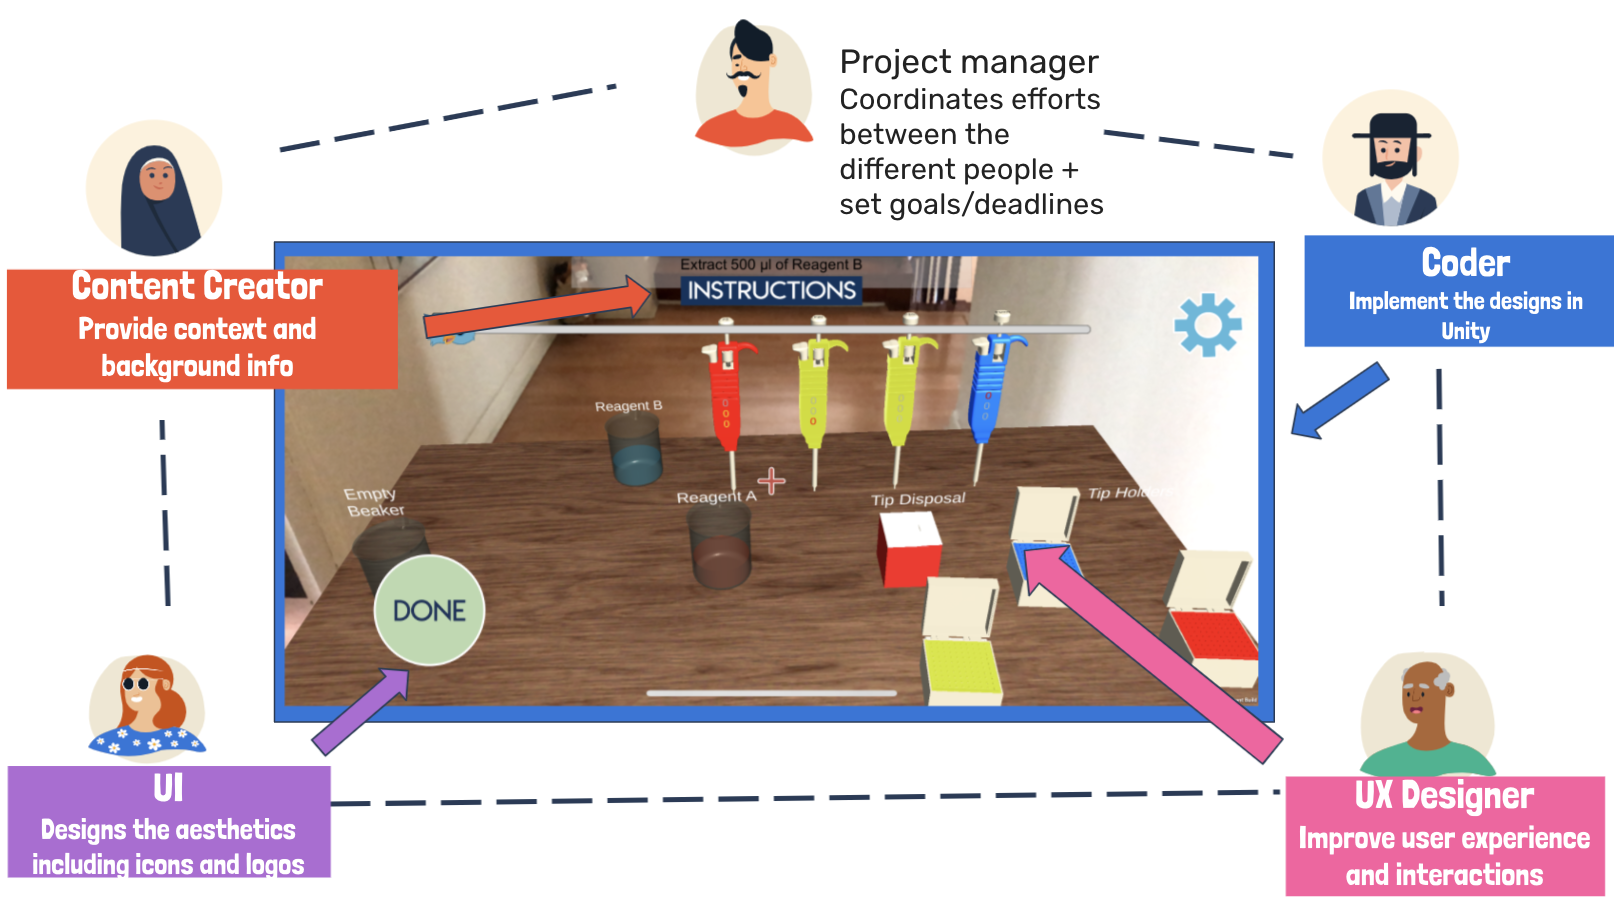 Project manager
Coordinates efforts
between the
different people +
set goals/deadlines
Content Creator
Provide context and
background info
Coder
Implement the designs in
Unity
Extract 500 µl of Reagent B
INSTRUCTIONS
Reagent B
Empty
Beaker
Reagent A
Tip Disposal
Tip Holders
DONE
UI
Designs the aesthetics
including icons and logos
UX Designer
Improve user experience
and interactions